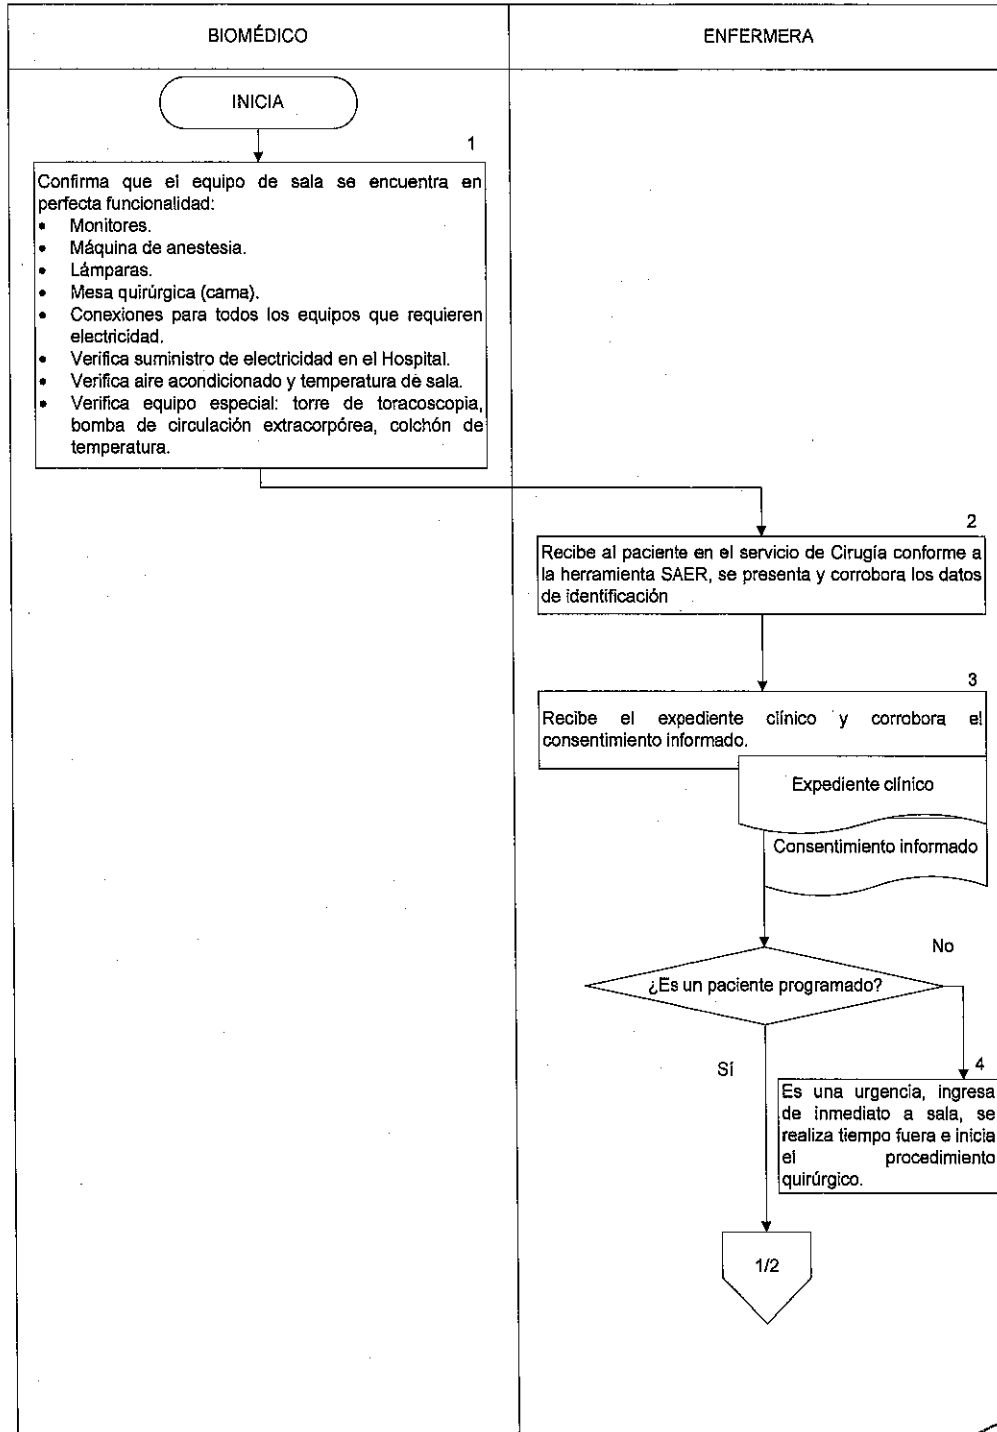 BIOMÉDICO
ENFERMERA
INICIA
1
Confirma que el equipo de sala se encuentra en
perfecta funcionalidad:
• Monitores.
• Máquina de anestesia.
• Lámparas.
• Mesa quirúrgica (cama).
• Conexiones para todos los equipos que requieren
electricidad.
• Verifica suministro de electricidad en el Hospital.
• Verifica aire acondicionado y temperatura de sala.
• Verifica equipo especial: torre de toracoscopia,
bomba de circulación extracorpórea, colchón de
temperatura.
2
Recibe al paciente en el servicio de Cirugía conforme a
la herramienta SAER, se presenta y corrobora los datos
de identificación
3
Recibe el expediente clínico y corrobora el
consentimiento informado.
Expediente clínico
Consentimiento informado
¿Es un paciente programado?
No
Sí
4
Es una urgencia, ingresa
de inmediato a sala, se
realiza tiempo fuera e inicia
el procedimiento
quirúrgico.
1/2